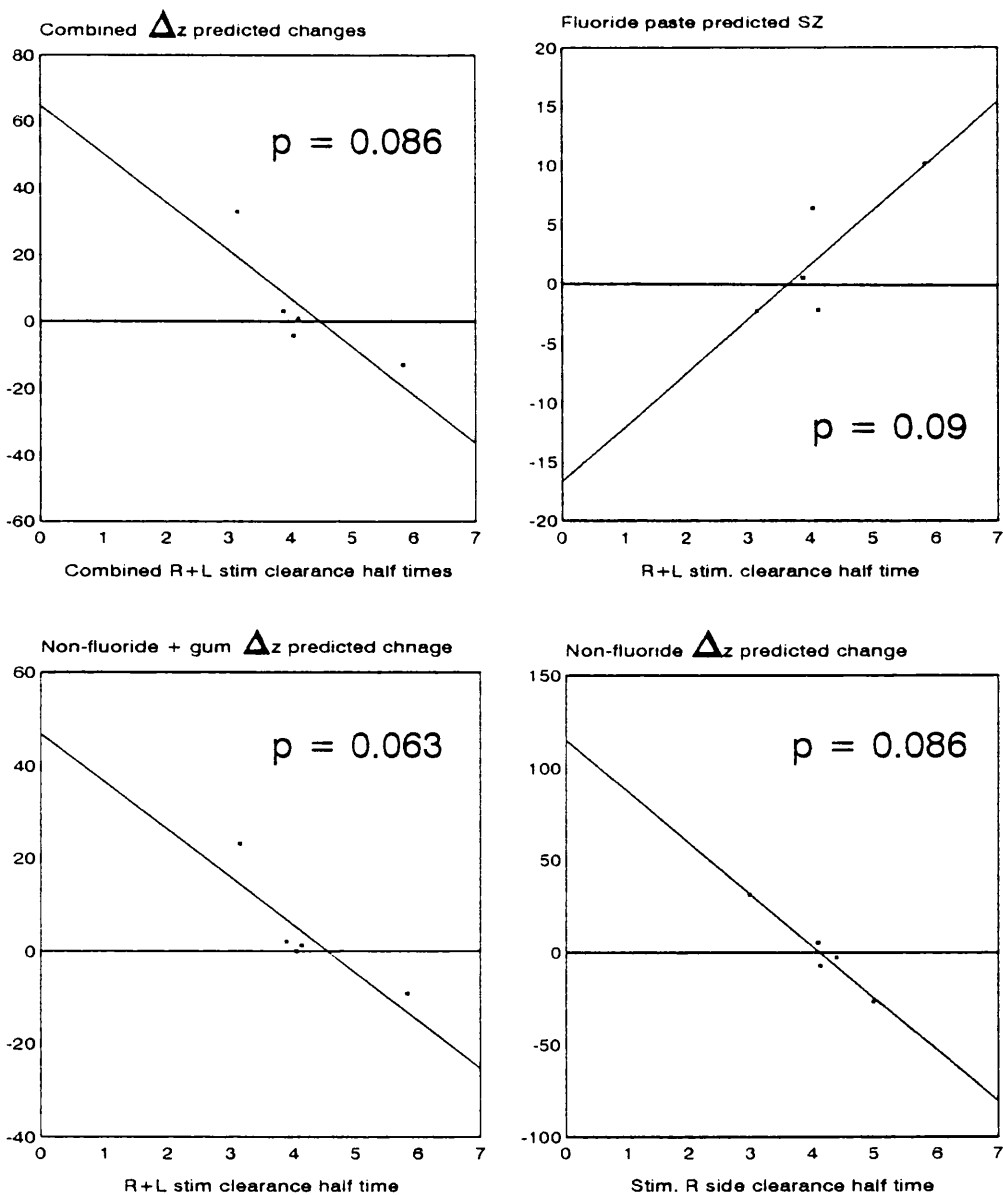 Combined Δz predicted changes
80
60
40
20
0
-20
-40
-60
p = 0.086
0 1 2 3 4 5 6 7
Combined R+L stim clearance half times
Fluoride paste predicted SZ
20
15
10
5
0
-5
-10
-15
-20
p = 0.09
0 1 2 3 4 5 6 7
R+L stim. clearance half time
Non-fluoride + gum Δz predicted chnage
60
40
20
0
-20
-40
p = 0.063
0 1 2 3 4 5 6 7
R+L stim clearance half time
Non-fluoride Δz predicted change
150
100
50
0
-50
-100
p = 0.086
0 1 2 3 4 5 6 7
Stim. R side clearance half time